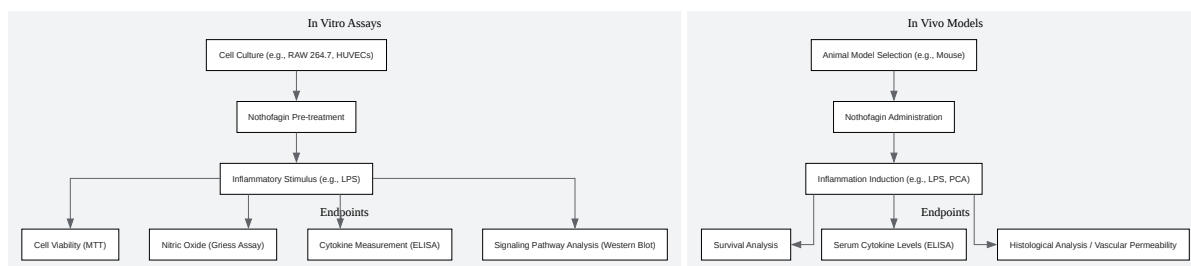 In Vitro Assays
Cell Culture (e.g., RAW 264.7, HUVECs)
Nothofagin Pre-treatment
Inflammatory Stimulus (e.g., LPS)
Endpoints
Cell Viability (MTT)
Nitric Oxide (Griess Assay)
Cytokine Measurement (ELISA)
Signaling Pathway Analysis (Western Blot)
In Vivo Models
Animal Model Selection (e.g., Mouse)
Nothofagin Administration
Inflammation Induction (e.g., LPS, PCA)
Endpoints
Survival Analysis
Serum Cytokine Levels (ELISA)
Histological Analysis / Vascular Permeability